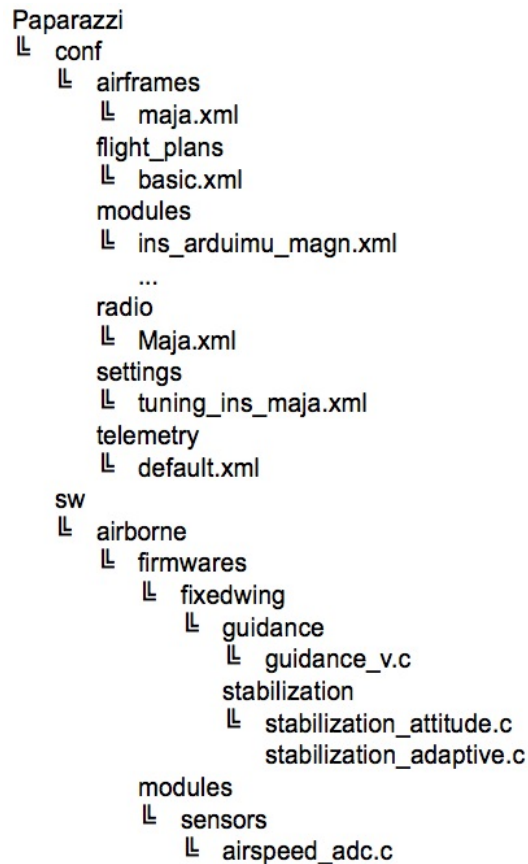 Paparazzi
╚ conf
╚ airframes
╚ maja.xml
flight_plans
╚ basic.xml
modules
╚ ins_arduimu_magn.xml
...
radio
╚ Maja.xml
settings
╚ tuning_ins_maja.xml
telemetry
╚ default.xml
sw
╚ airborne
╚ firmwares
╚ fixedwing
╚ guidance
╚ guidance_v.c
stabilization
╚ stabilization_attitude.c
stabilization_adaptive.c
modules
╚ sensors
╚ airspeed_adc.c